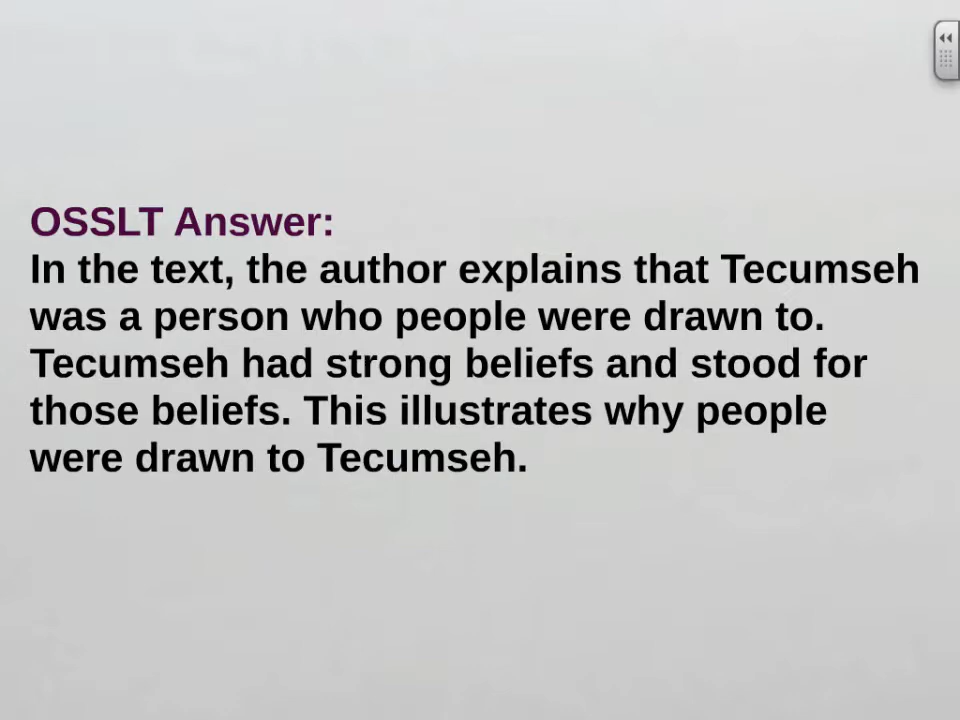 OSSLT Answer:
In the text, the author explains that Tecumseh
was a person who people were drawn to.
Tecumseh had strong beliefs and stood for
those beliefs. This illustrates why people
were drawn to Tecumseh.